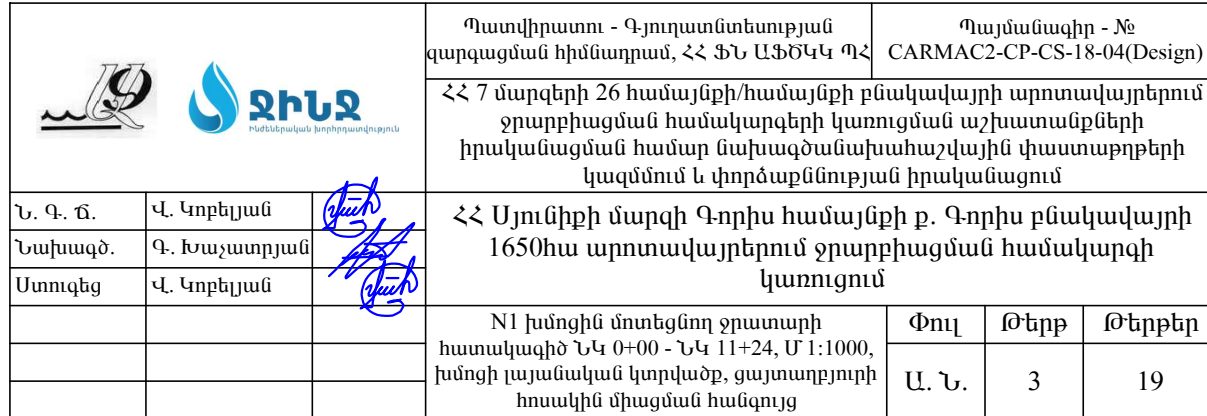 Պատվիրատու - Գյուղատնտեսության
զարգացման հիմնադրամ, ՀՀ ՖՆ ԱՖԾԿԿ ՊՀ
Պայմանագիր - №
CARMAC2-CP-CS-18-04(Design)
ՋԻՆՋ
Ինժեներական խորհրդատվություն
ՀՀ 7 մարզերի 26 համայնքի/համայնքի բնակավայրի արոտավայրերում
ջրարբիացման համակարգերի կառուցման աշխատանքների
իրականացման համար նախագծանախահաշվային փաստաթղթերի
կազմմում և փորձաքննության իրականացում
Ն. Գ. Ճ.
Վ. Կոբելյան
Նախագծ.
Գ. Խաչատրյան
Ստուգեց
Վ. Կոբելյան
ՀՀ Սյունիքի մարզի Գորիս համայնքի ք. Գորիս բնակավայրի
1650հա արոտավայրերում ջրարբիացման համակարգի
կառուցում
N1 խմոցին մոտեցնող ջրատարի
հատակագիծ ՆԿ 0+00 - ՆԿ 11+24, Մ 1:1000,
խմոցի լայնական կտրվածք, ցայտաղբյուրի
հոսակին միացման հանգույց
Փուլ
Թերթ
Թերթեր
Ա. Ն.
3
19